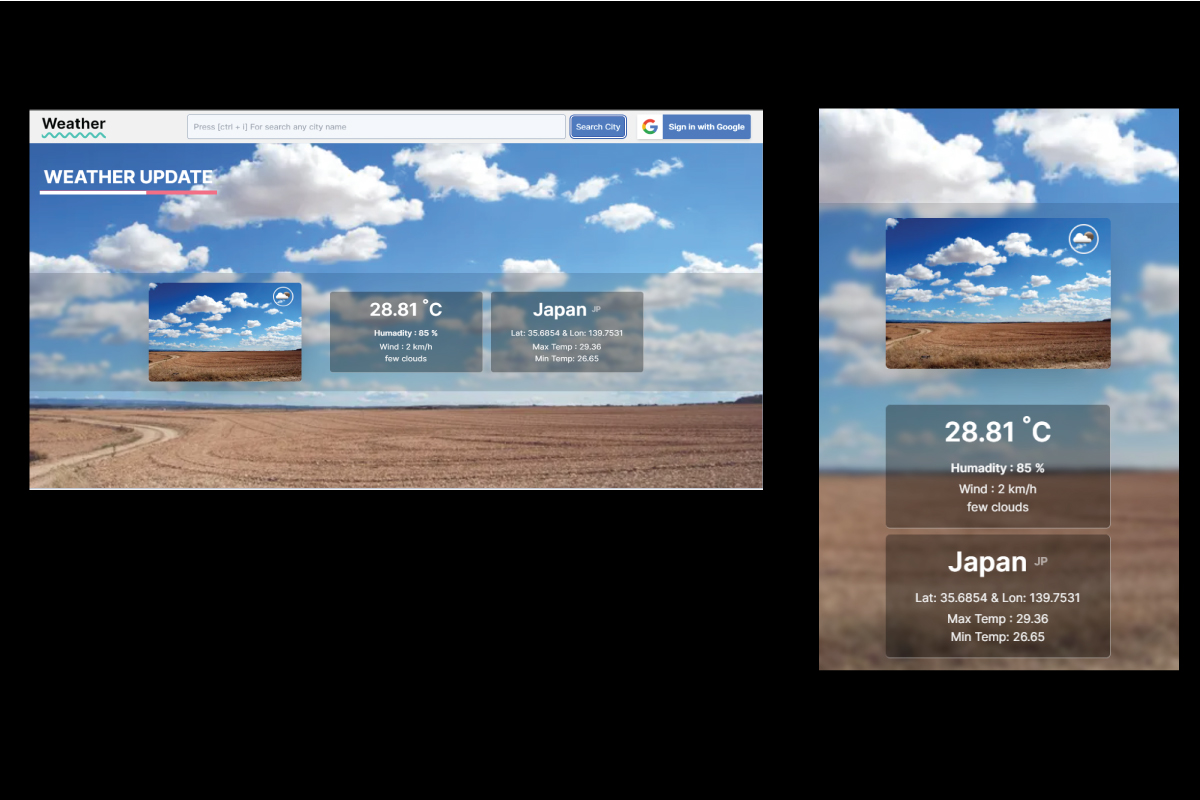 Weather
Press [ctrl + i] For search any city name
Search City
G
Sign in with Google
WEATHER UPDATE
28.81 °C
Humadity : 85 %
Wind : 2 km/h
few clouds
Japan JP
Lat: 35.6854 & Lon: 139.7531
Max Temp : 29.36
Min Temp: 26.65
28.81 °C
Humadity : 85 %
Wind : 2 km/h
few clouds
Japan JP
Lat: 35.6854 & Lon: 139.7531
Max Temp : 29.36
Min Temp: 26.65